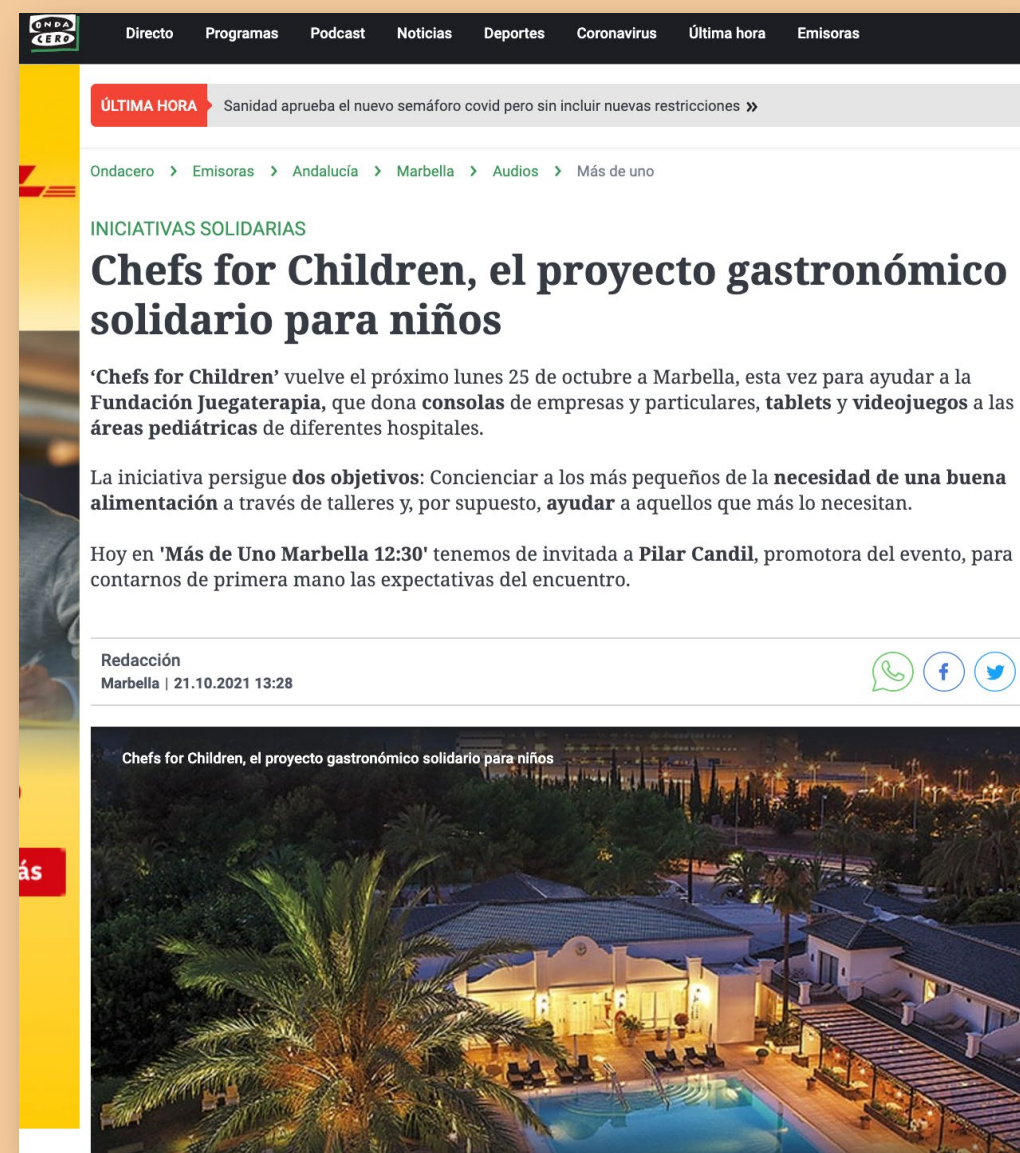 ONDA
CERO
Directo Programas Podcast Noticias Deportes Coronavirus Última hora Emisoras
ÚLTIMA HORA Sanidad aprueba el nuevo semáforo covid pero sin incluir nuevas restricciones »
Ondacero > Emisoras > Andalucía > Marbella > Audios > Más de uno
INICIATIVAS SOLIDARIAS
Chefs for Children, el proyecto gastronómico
solidario para niños
‘Chefs for Children’ vuelve el próximo lunes 25 de octubre a Marbella, esta vez para ayudar a la
Fundación Juegaterapia, que dona consolas de empresas y particulares, tablets y videojuegos a las
áreas pediátricas de diferentes hospitales.
La iniciativa persigue dos objetivos: Concienciar a los más pequeños de la necesidad de una buena
alimentación a través de talleres y, por supuesto, ayudar a aquellos que más lo necesitan.
Hoy en 'Más de Uno Marbella 12:30' tenemos de invitada a Pilar Candil, promotora del evento, para
contarnos de primera mano las expectativas del encuentro.
Redacción
Marbella | 21.10.2021 13:28
Chefs for Children, el proyecto gastronómico solidario para niños
ás